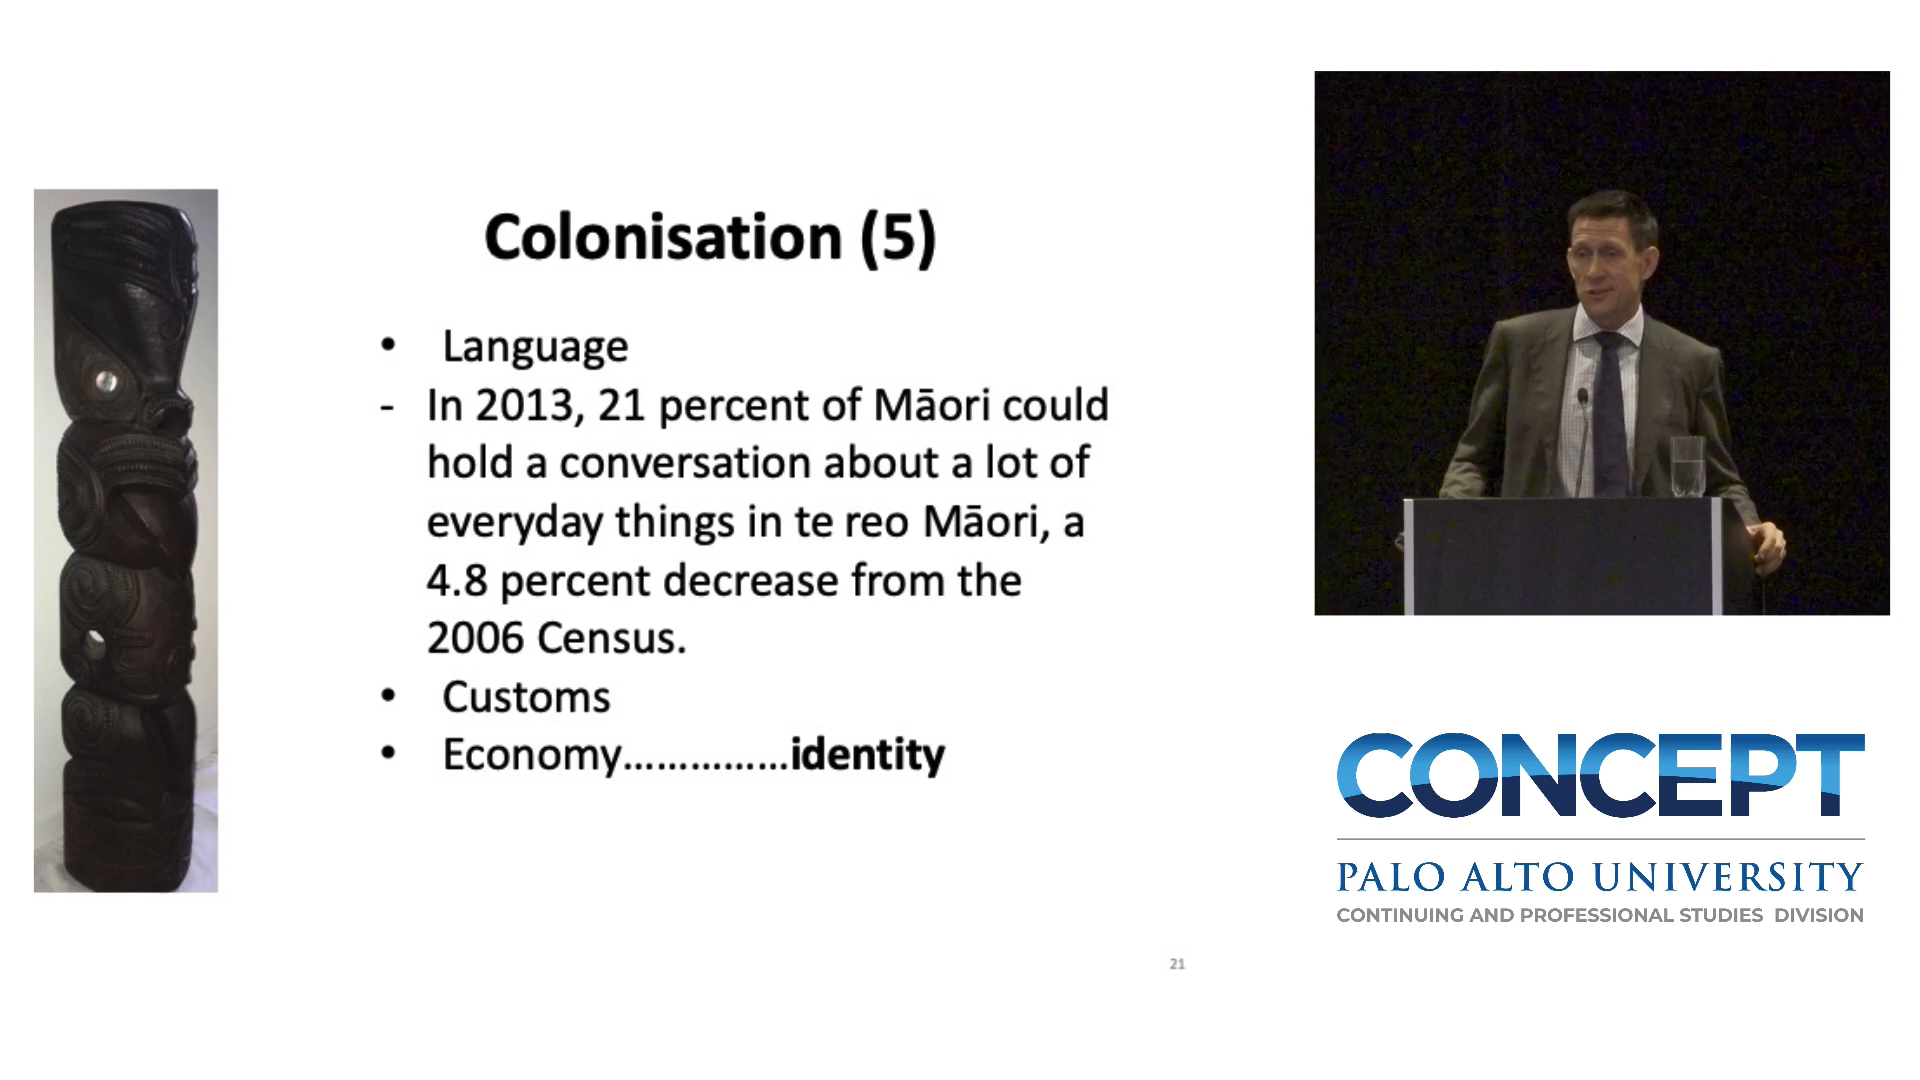 Colonisation (5)
• Language
- In 2013, 21 percent of Māori could
hold a conversation about a lot of
everyday things in te reo Māori, a
4.8 percent decrease from the
2006 Census.
• Customs
• Economy...............identity
21
CONCEPT
PALO ALTO UNIVERSITY
CONTINUING AND PROFESSIONAL STUDIES DIVISION